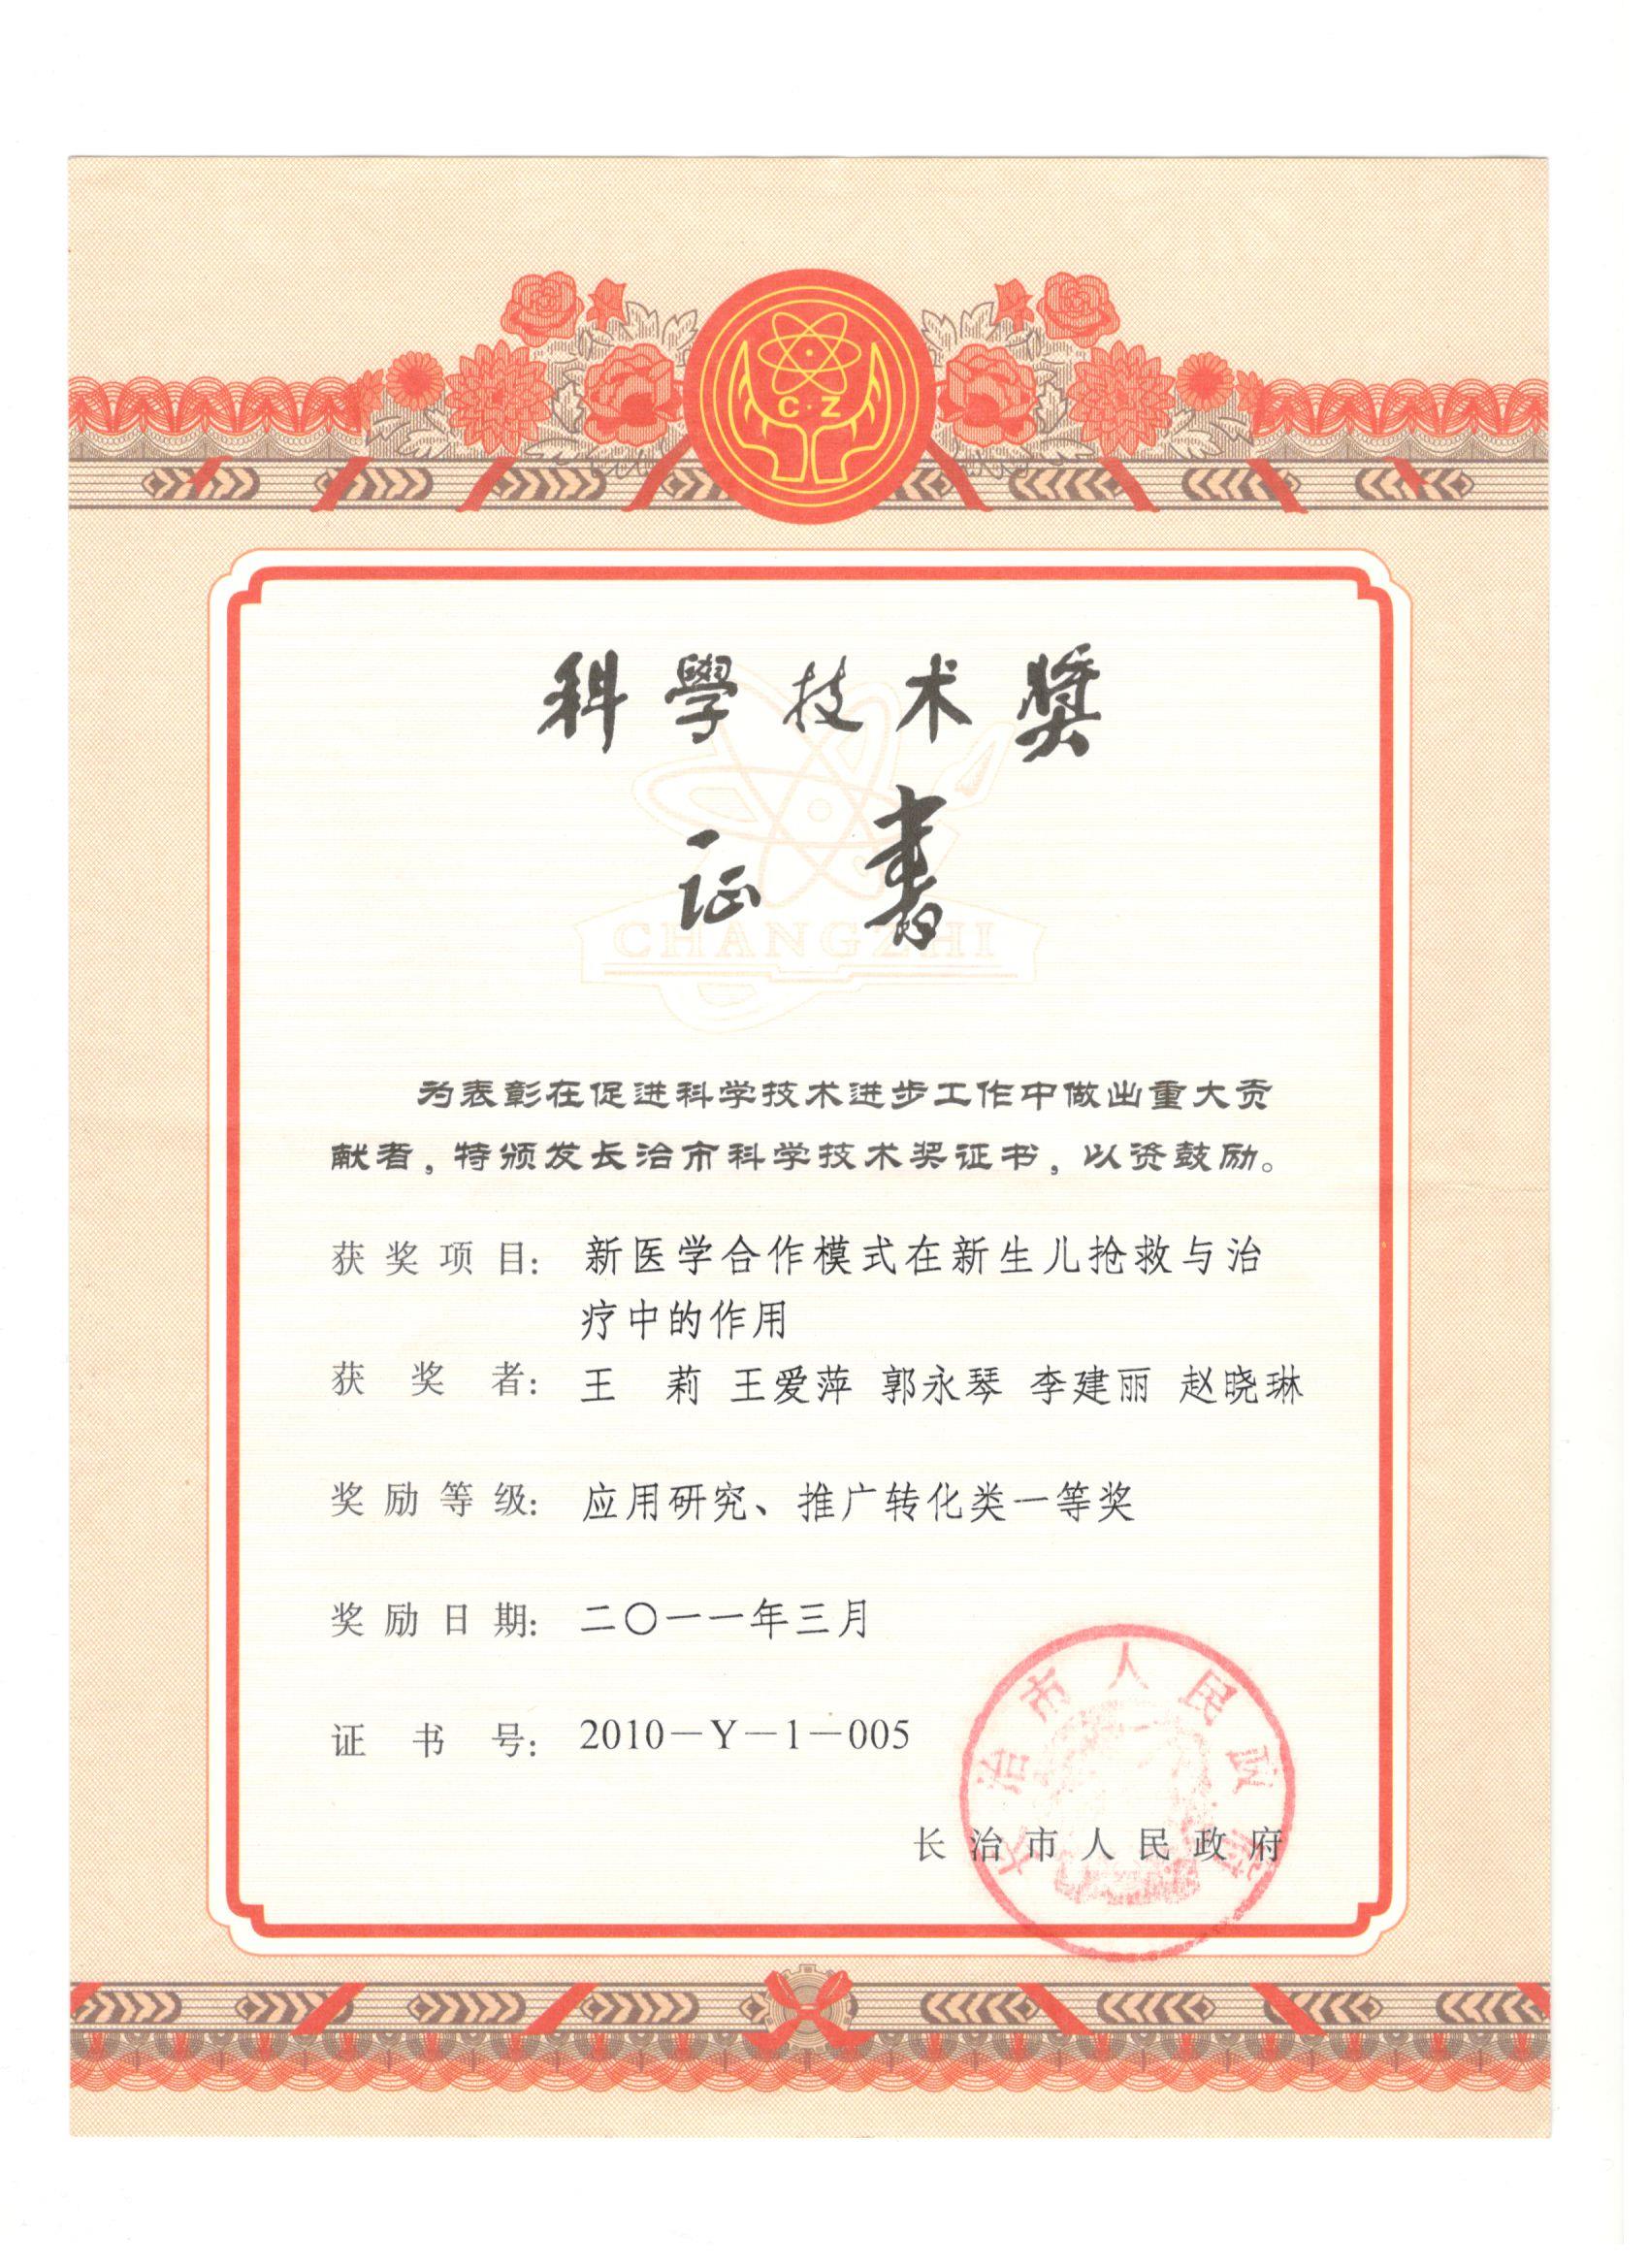 C·Z
科學技术奨
证書
CHANGZHI
为表彰在促进科学技术进步工作中做出重大贡
献者，特颁发长治市科学技术奖证书，以资鼓励。
获奖项目：新医学合作模式在新生儿抢救与治
疗中的作用
获奖者：王　莉 王爱萍 郭永琴 李建丽 赵晓琳
奖励等级：应用研究、推广转化类一等奖
奖励日期：二〇一一年三月
证书号：2010－Y－1－005
长治市人民政府
长治市人民政府